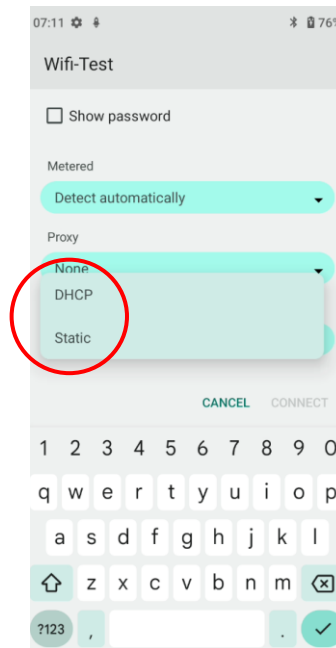 07:11 76%
Wifi-Test
Show password
Metered
Detect automatically
Proxy
None
DHCP
Static
CANCEL CONNECT
1 2 3 4 5 6 7 8 9 0
q w e r t y u i o p
a s d f g h j k l
z x c v b n m
?123 , .